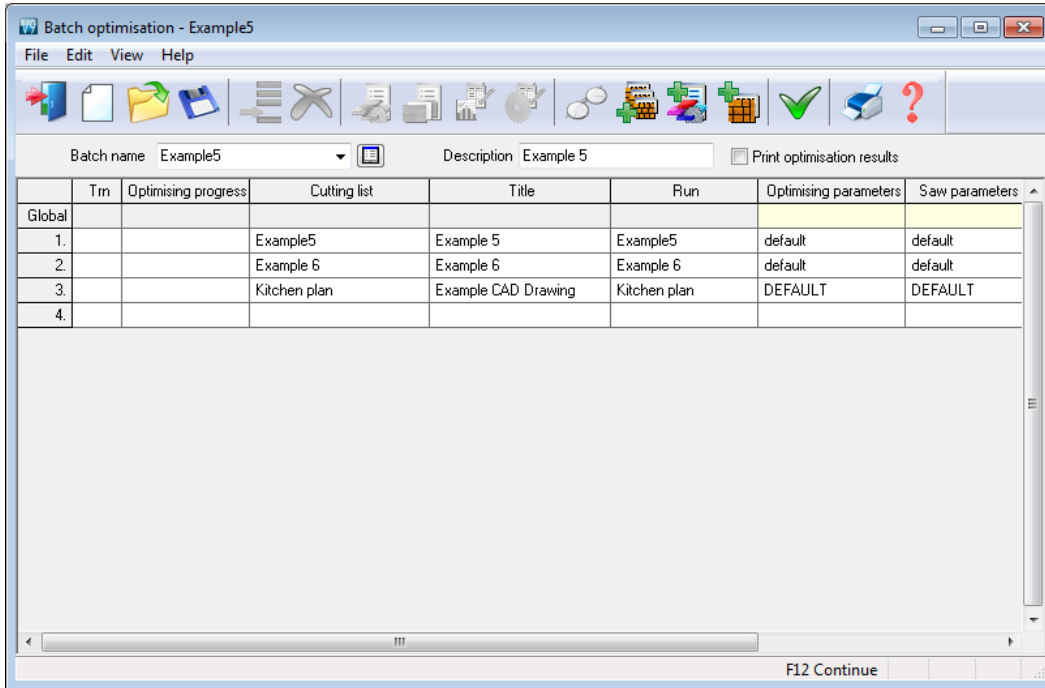 Batch optimisation - Example5
File Edit View Help
Batch name Example5 Description Example 5 Print optimisation results
Trn Optimising progress Cutting list Title Run Optimising parameters Saw parameters
Global
1. Example5 Example 5 Example5 default default
2. Example 6 Example 6 Example 6 default default
3. Kitchen plan Example CAD Drawing Kitchen plan DEFAULT DEFAULT
4.
F12 Continue